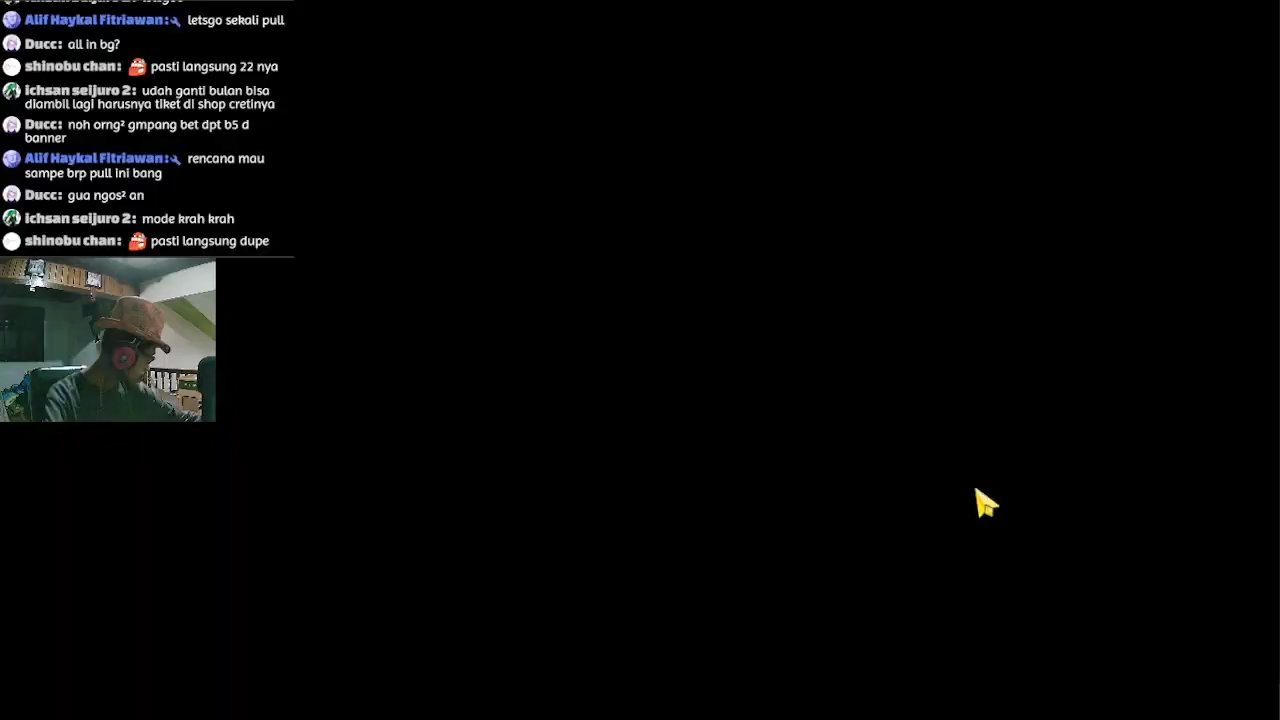 Alif Haykal Fitriawan: letsgo sekali pull
Ducc: all in bg?
shinobu chan: pasti langsung 22 nya
ichsan seijuro 2: udah ganti bulan bisa
diambil lagi harusnya tiket di shop cretinya
Ducc: noh orng² gmpang bet dpt b5 d
banner
Alif Haykal Fitriawan: rencana mau
sampe brp pull ini bang
Ducc: gua ngos² an
ichsan seijuro 2: mode krah krah
shinobu chan: pasti langsung dupe